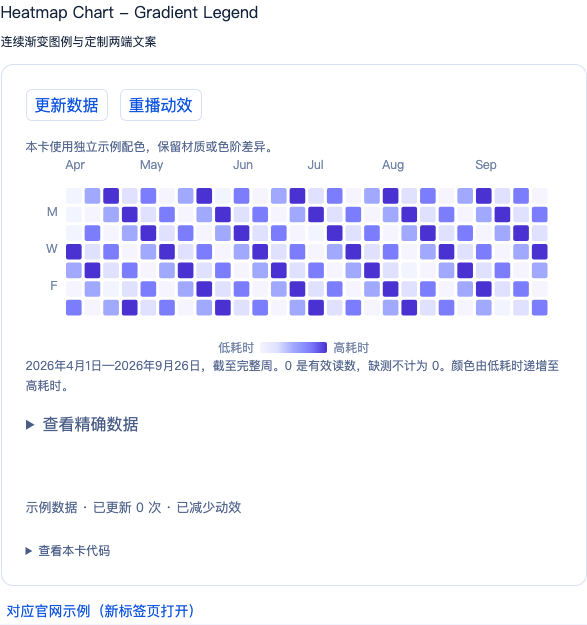 Heatmap Chart – Gradient Legend
连续渐变图例与定制两端文案
更新数据 重播动效
本卡使用独立示例配色，保留材质或色阶差异。
Apr May Jun Jul Aug Sep
M
W
F
低耗时 高耗时
2026年4月1日—2026年9月26日，截至完整周。0 是有效读数，缺测不计为 0。颜色由低耗时递增至
高耗时。
▶ 查看精确数据
示例数据 · 已更新 0 次 · 已减少动效
▶ 查看本卡代码
对应官网示例（新标签页打开）